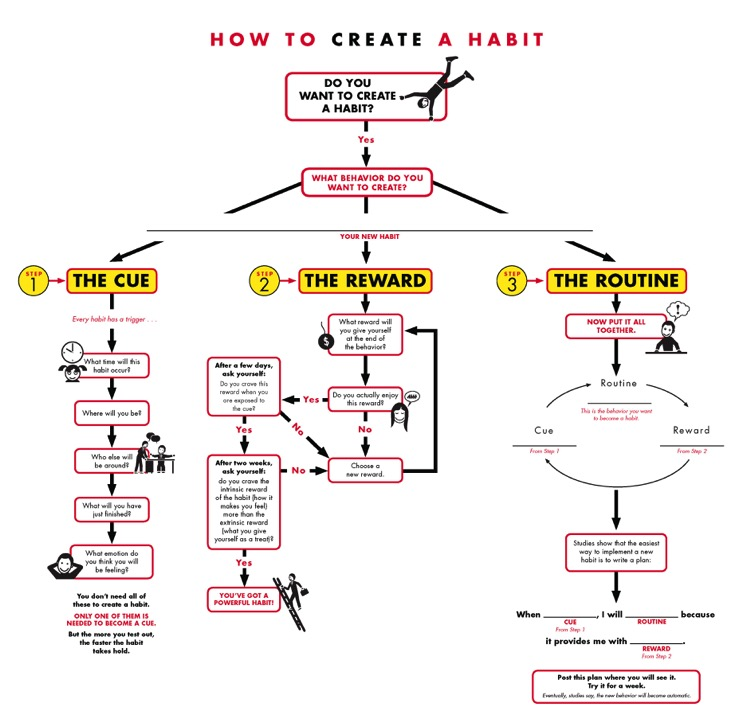 HOW TO CREATE A HABIT
DO YOU
WANT TO CREATE
A HABIT?
Yes
WHAT BEHAVIOR DO YOU
WANT TO CREATE?
YOUR NEW HABIT
STEP
1
THE CUE
Every habit has a trigger . . .
What time will this
habit occur?
Where will you be?
Who else will
be around?
What will you have
just finished?
What emotion do
you think you will
be feeling?
You don't need all of
these to create a habit.
ONLY ONE OF THEM IS
NEEDED TO BECOME A CUE.
But the more you test out,
the faster the habit
takes hold.
STEP
2
THE REWARD
What reward will
you give yourself
at the end of
the behavior?
$
Do you actually enjoy
this reward?
Yes
No
After a few days,
ask yourself:
Do you crave this
reward when you
are exposed to
the cue?
Yes
No
Choose a
new reward.
After two weeks,
ask yourself:
do you crave the
intrinsic reward
of the habit (how it
makes you feel)
more than the
extrinsic reward
(what you give
yourself as a treat)?
No
Yes
YOU'VE GOT A
POWERFUL HABIT!
STEP
3
THE ROUTINE
NOW PUT IT ALL
TOGETHER.
!
Routine
This is the behavior you want
to become a habit.
Cue
From Step 1
Reward
From Step 2
Studies show that the easiest
way to implement a new
habit is to write a plan:
When __________, I will __________ because
CUE
From Step 1
ROUTINE
it provides me with __________.
REWARD
From Step 2
Post this plan where you will see it.
Try it for a week.
Eventually, studies say, the new behavior will become automatic.